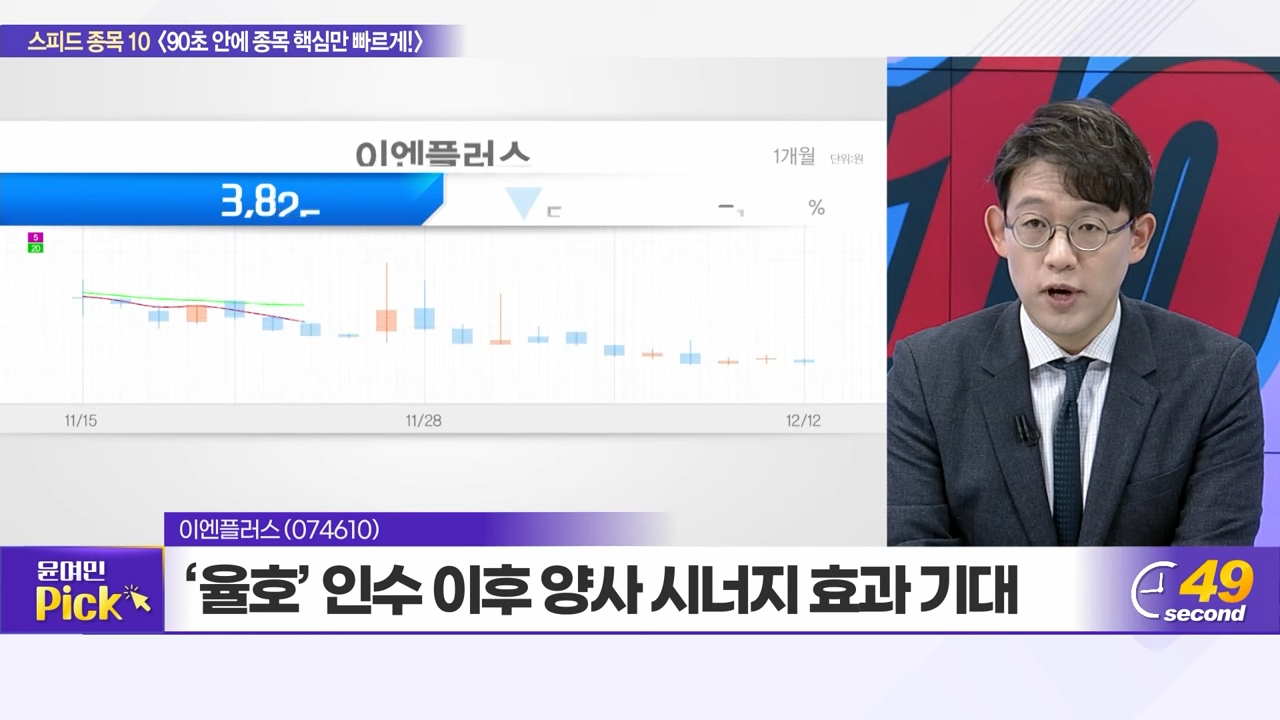 스피드 종목 10 〈90초 안에 종목 핵심만 빠르게!〉
이엔플러스
1개월 단위:원
%
5
20
11/15 11/28 12/12
이엔플러스 (074610)
윤여민
Pick
‘율호’ 인수 이후 양사 시너지 효과 기대
49
second